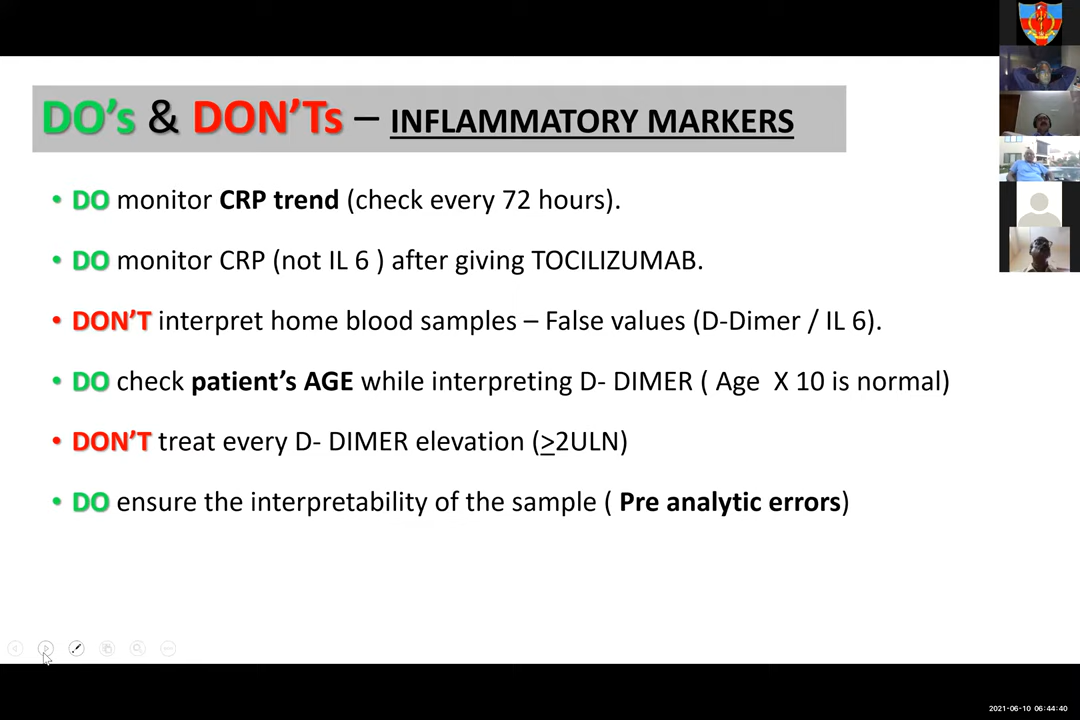 DO's & DON'Ts – INFLAMMATORY MARKERS
• DO monitor CRP trend (check every 72 hours).
• DO monitor CRP (not IL 6 ) after giving TOCILIZUMAB.
• DON'T interpret home blood samples – False values (D-Dimer / IL 6).
• DO check patient's AGE while interpreting D- DIMER ( Age X 10 is normal)
• DON'T treat every D- DIMER elevation (≥2ULN)
• DO ensure the interpretability of the sample ( Pre analytic errors)
2021-06-10 06:44:40